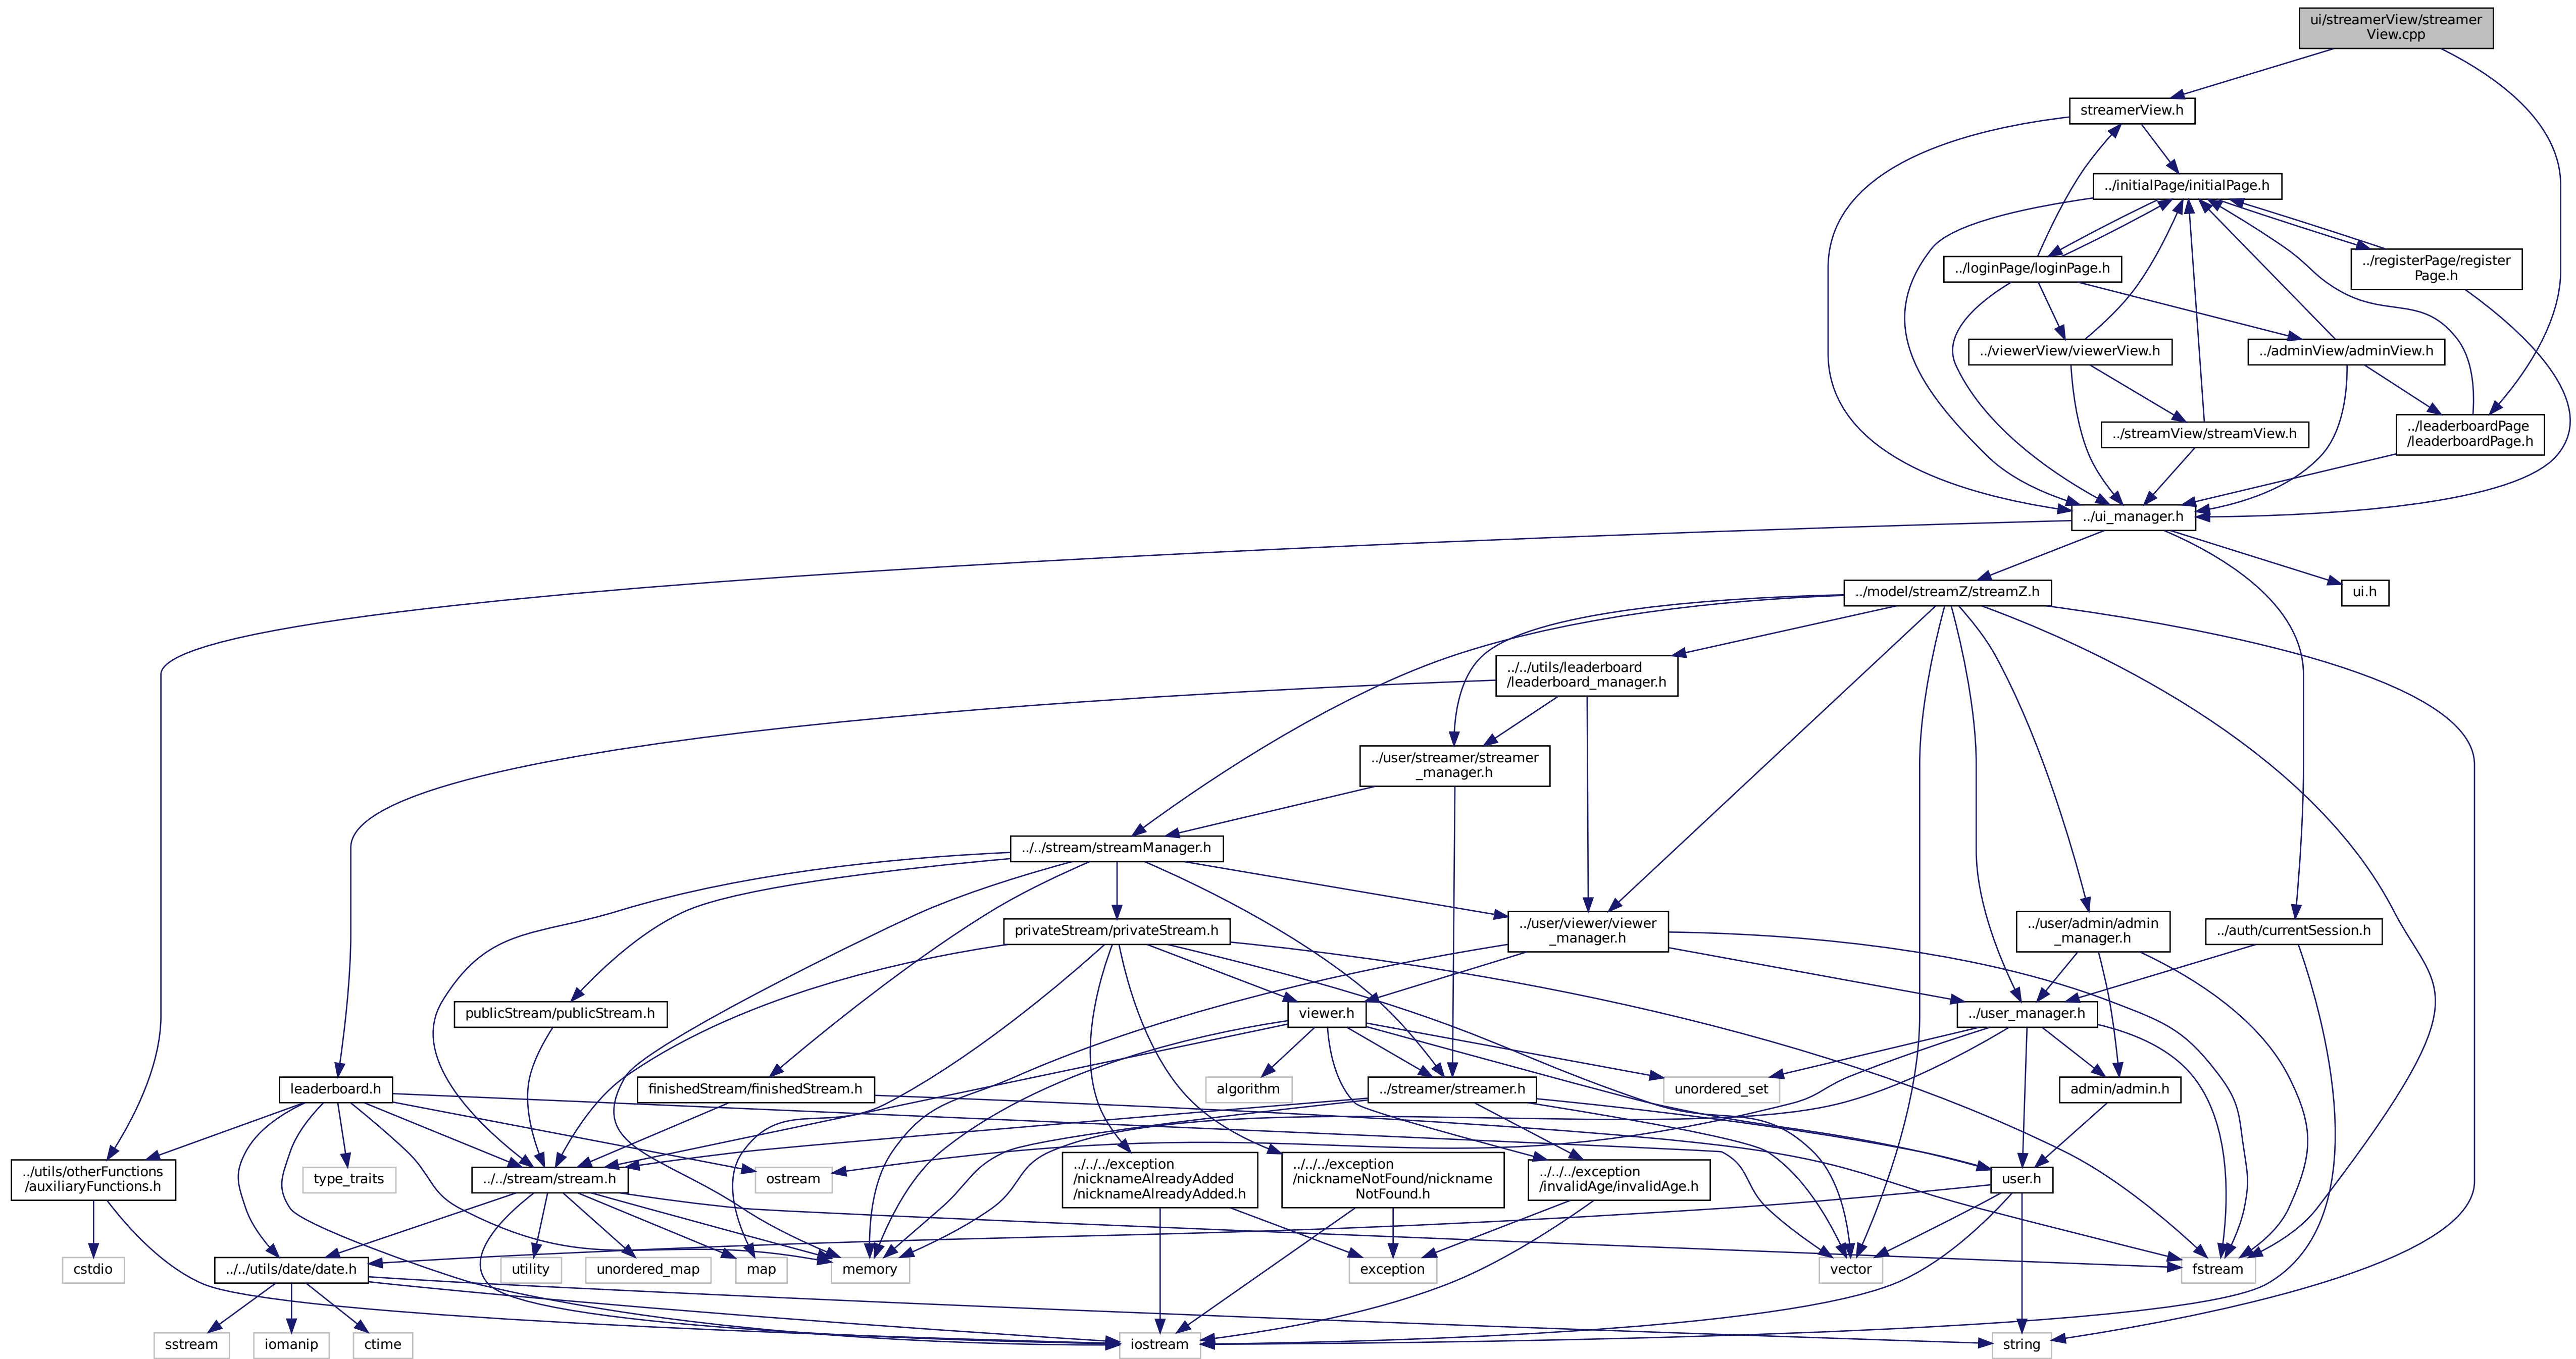 ui/streamerView/streamer
View.cpp
streamerView.h
../initialPage/initialPage.h
../loginPage/loginPage.h
../registerPage/register
Page.h
../viewerView/viewerView.h
../adminView/adminView.h
../streamView/streamView.h
../leaderboardPage
/leaderboardPage.h
../ui_manager.h
../model/streamZ/streamZ.h
ui.h
../../utils/leaderboard
/leaderboard_manager.h
../user/streamer/streamer
_manager.h
../../stream/streamManager.h
privateStream/privateStream.h
../user/viewer/viewer
_manager.h
../user/admin/admin
_manager.h
../auth/currentSession.h
publicStream/publicStream.h
viewer.h
../user_manager.h
leaderboard.h
finishedStream/finishedStream.h
algorithm
../streamer/streamer.h
unordered_set
admin/admin.h
../utils/otherFunctions
/auxiliaryFunctions.h
type_traits
../../stream/stream.h
ostream
../../../exception
/nicknameAlreadyAdded
/nicknameAlreadyAdded.h
../../../exception
/nicknameNotFound/nickname
NotFound.h
../../../exception
/invalidAge/invalidAge.h
user.h
cstdio
../../utils/date/date.h
utility
unordered_map
map
memory
exception
vector
fstream
sstream
iomanip
ctime
iostream
string